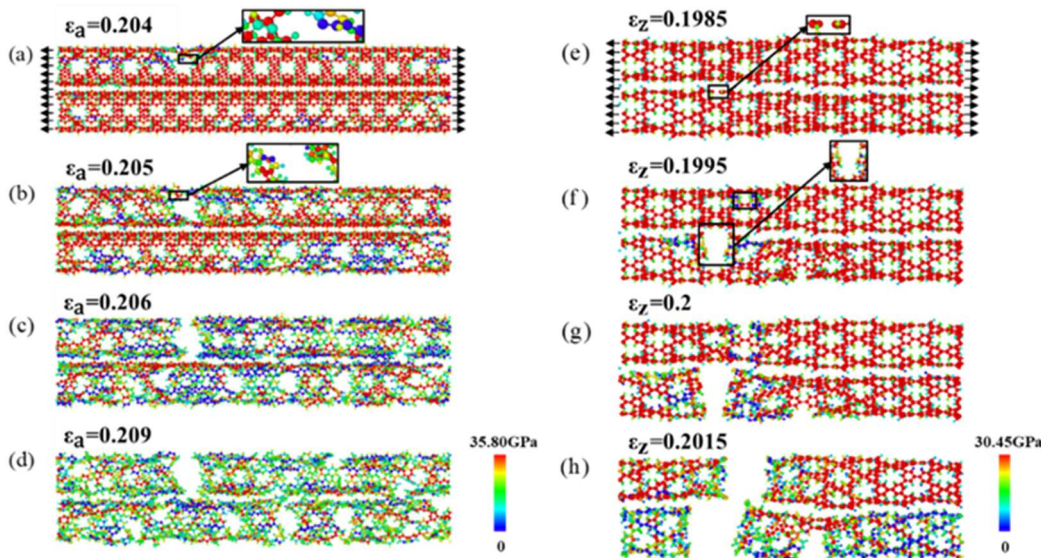 εa=0.204
(a)
εa=0.205
(b)
εa=0.206
(c)
εa=0.209
(d)
35.80GPa
0
εz=0.1985
(e)
εz=0.1995
(f)
εz=0.2
(g)
εz=0.2015
(h)
30.45GPa
0